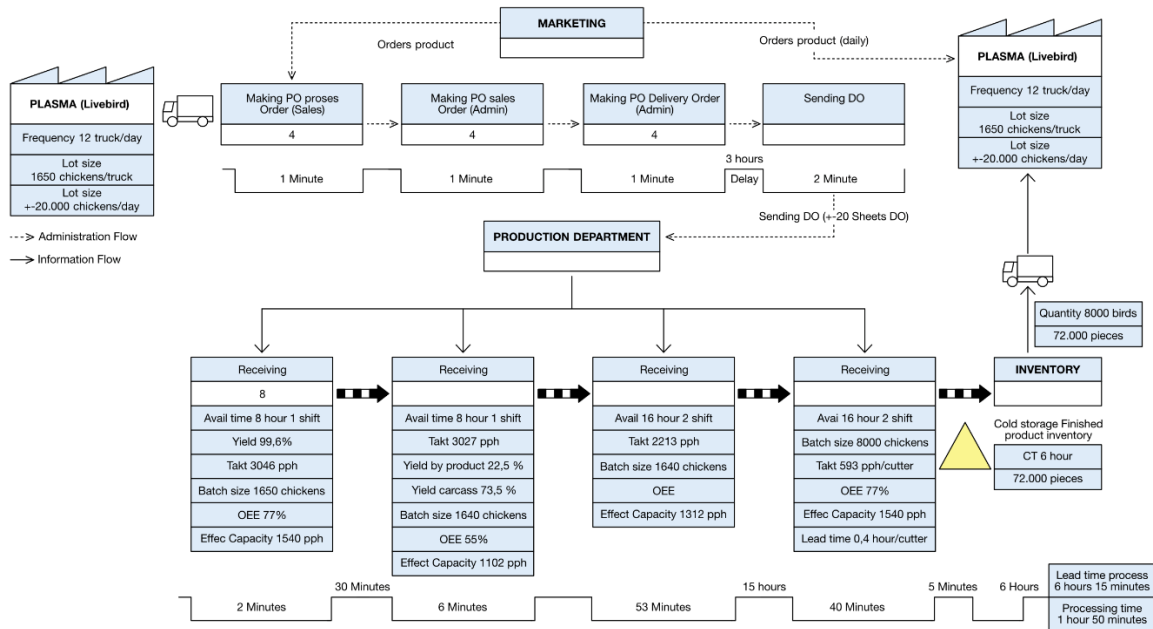 MARKETING
Orders product
Orders product (daily)
PLASMA (Livebird)
Frequency 12 truck/day
Lot size
1650 chickens/truck
Lot size
+-20.000 chickens/day
Making PO proses
Order (Sales)
4
Making PO sales
Order (Admin)
4
Making PO Delivery Order
(Admin)
4
Sending DO
PLASMA (Livebird)
Frequency 12 truck/day
Lot size
1650 chickens/truck
Lot size
+-20.000 chickens/day
1 Minute
1 Minute
1 Minute
3 hours
Delay
2 Minute
Administration Flow
Information Flow
Sending DO (+-20 Sheets DO)
PRODUCTION DEPARTMENT
Quantity 8000 birds
72.000 pieces
Receiving
8
Avail time 8 hour 1 shift
Yield 99,6%
Takt 3046 pph
Batch size 1650 chickens
OEE 77%
Effec Capacity 1540 pph
Receiving
Avail time 8 hour 1 shift
Takt 3027 pph
Yield by product 22,5 %
Yield carcass 73,5 %
Batch size 1640 chickens
OEE 55%
Effect Capacity 1102 pph
Receiving
Avail 16 hour 2 shift
Takt 2213 pph
Batch size 1640 chickens
OEE
Effect Capacity 1312 pph
Receiving
Avai 16 hour 2 shift
Batch size 8000 chickens
Takt 593 pph/cutter
OEE 77%
Effec Capacity 1540 pph
Lead time 0,4 hour/cutter
INVENTORY
Cold storage Finished
product inventory
CT 6 hour
72.000 pieces
2 Minutes
30 Minutes
6 Minutes
53 Minutes
15 hours
40 Minutes
5 Minutes
6 Hours
Lead time process
6 hours 15 minutes
Processing time
1 hour 50 minutes